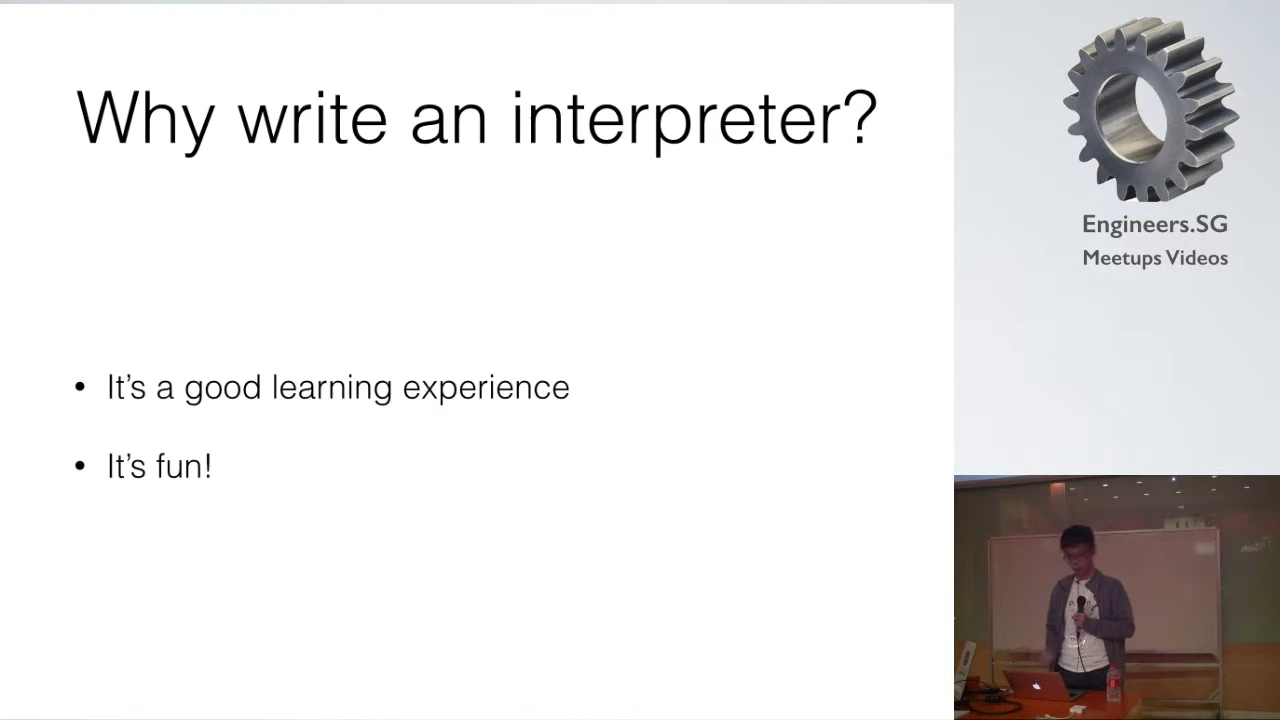 Why write an interpreter?
• It’s a good learning experience
• It’s fun!
Engineers.SG
Meetups Videos